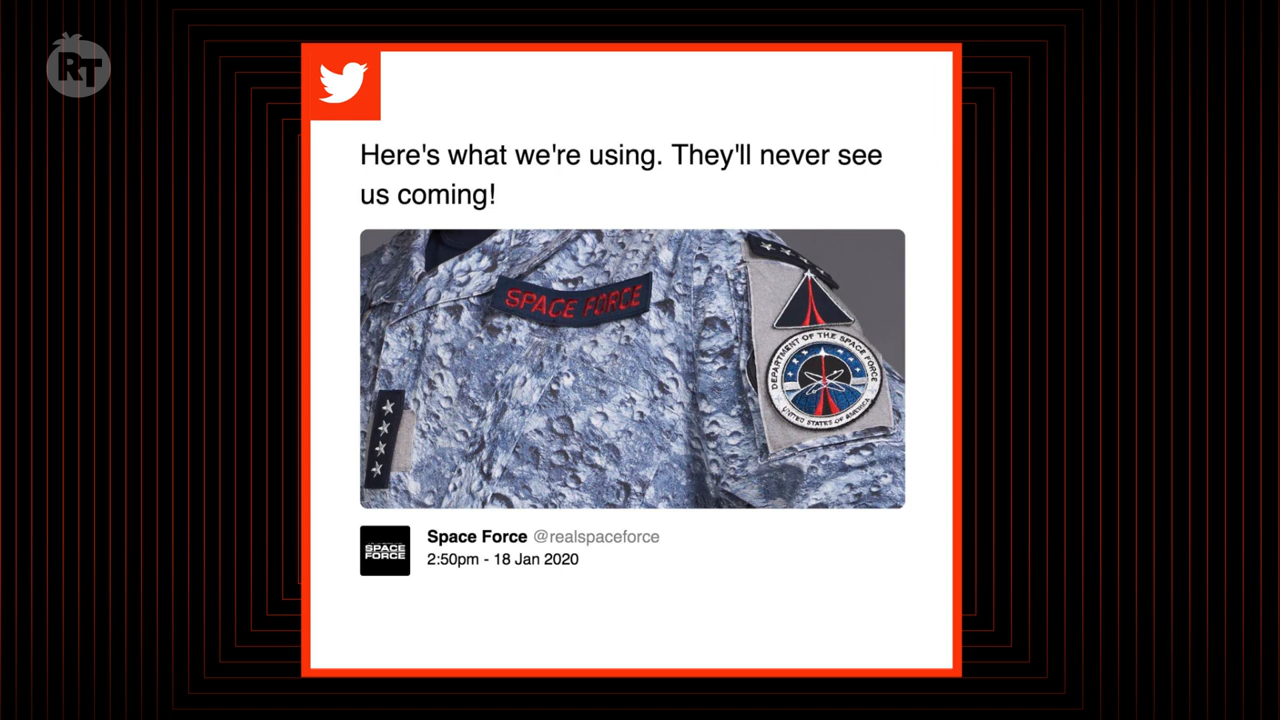 RT
Here's what we're using. They'll never see
us coming!
SPACE FORCE
DEPARTMENT OF THE SPACE FORCE
UNITED STATES OF AMERICA
SPACE
FORCE
Space Force @realspaceforce
2:50pm - 18 Jan 2020